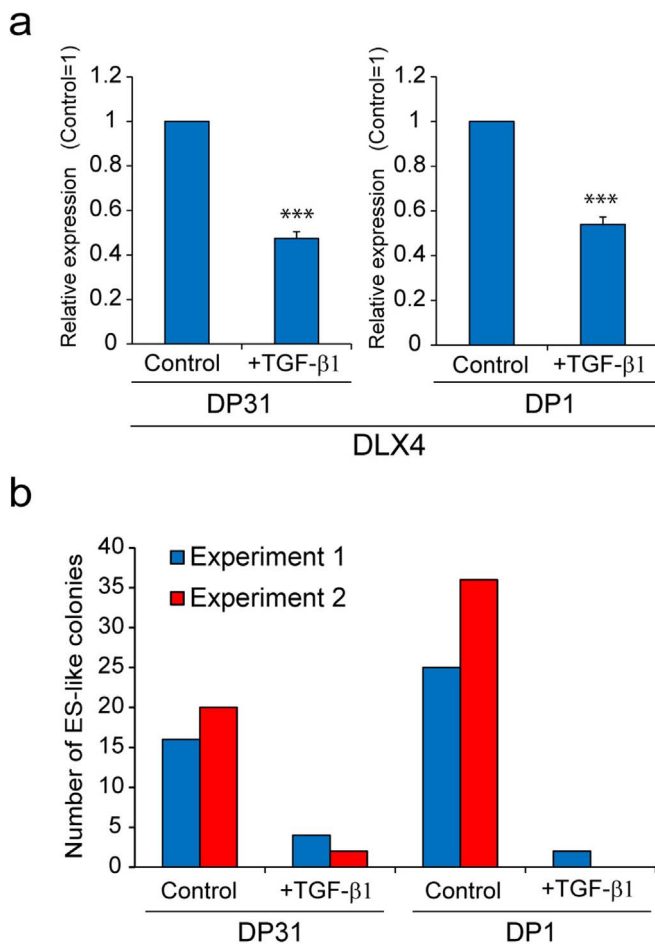 a
Relative expression (Control=1)
1.2
1
0.8
0.6
0.4
0.2
0
***
Control +TGF-β1
DP31
Relative expression (Control=1)
1.2
1
0.8
0.6
0.4
0.2
0
***
Control +TGF-β1
DP1
DLX4
b
Number of ES-like colonies
40
35
30
25
20
15
10
5
0
Experiment 1
Experiment 2
Control +TGF-β1 Control +TGF-β1
DP31 DP1